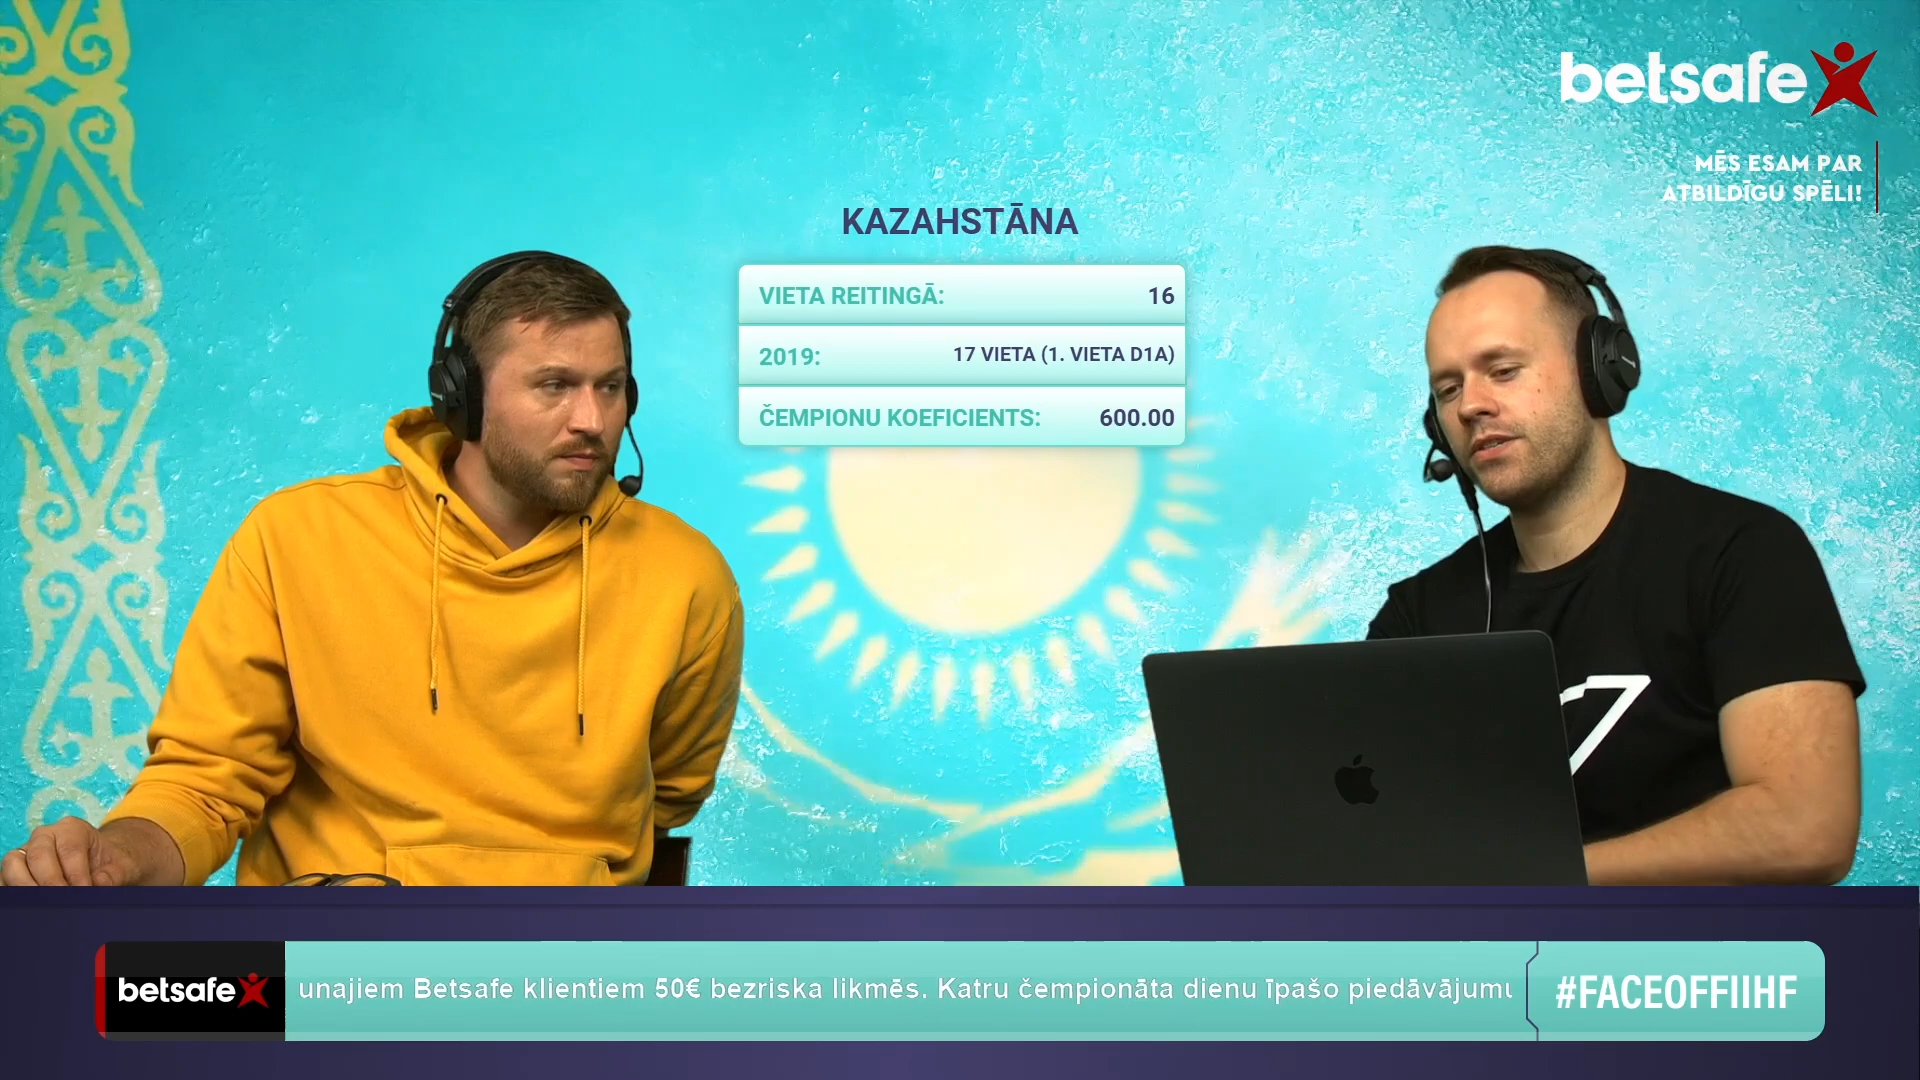 betsafe
MĒS ESAM PAR
ATBILDĪGU SPĒLI!
KAZAHSTĀNA
VIETA REITINGĀ: 16
2019: 17 VIETA (1. VIETA D1A)
ČEMPIONU KOEFICIENTS: 600.00
betsafe
unajiem Betsafe klientiem 50€ bezriska likmēs. Katru čempionāta dienu īpašo piedāvājumu
#FACEOFFIIHF